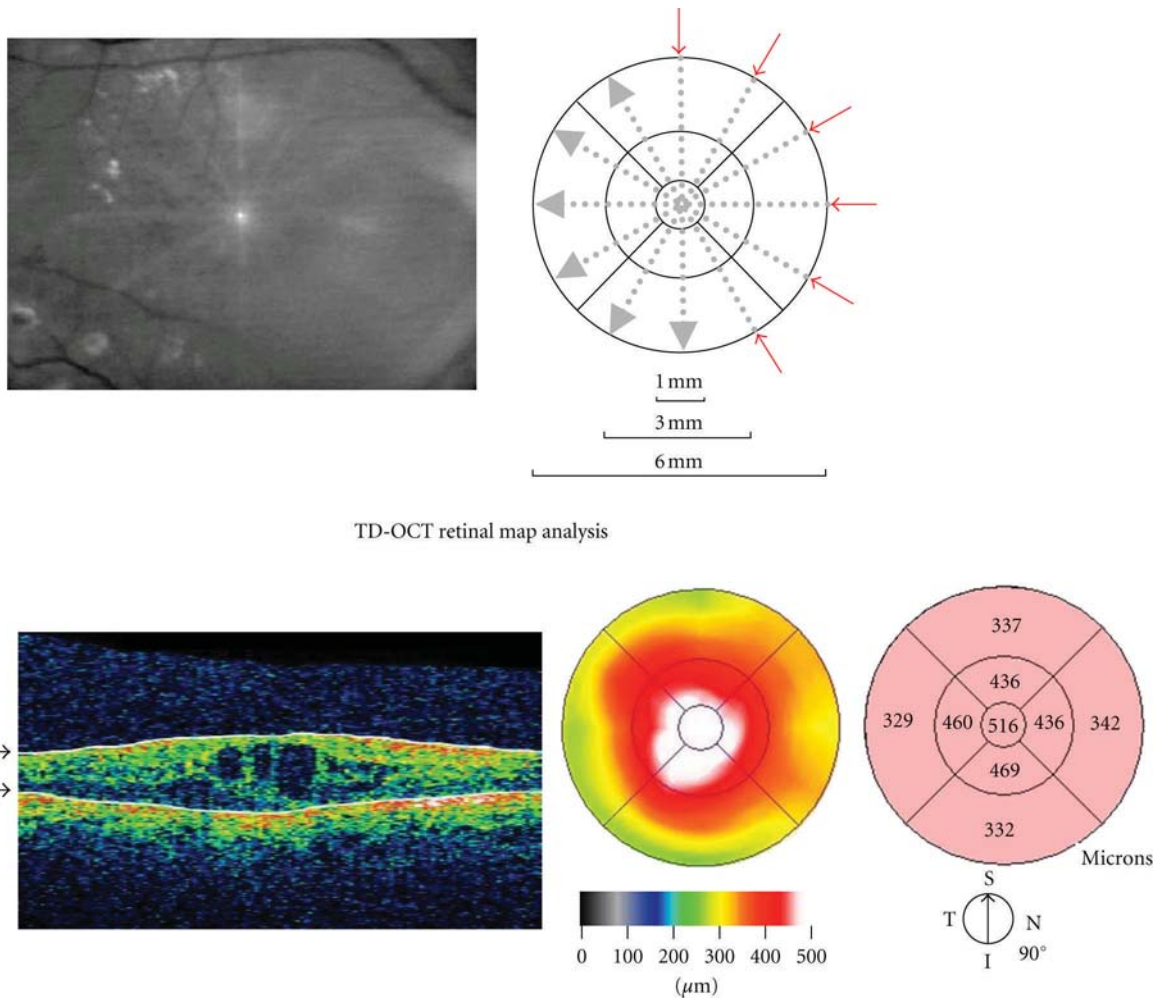 1 mm
3 mm
6 mm
TD-OCT retinal map analysis
337
436
329 460 516 436 342
469
332
Microns
0 100 200 300 400 500
(μm)
S
T N
I 90°